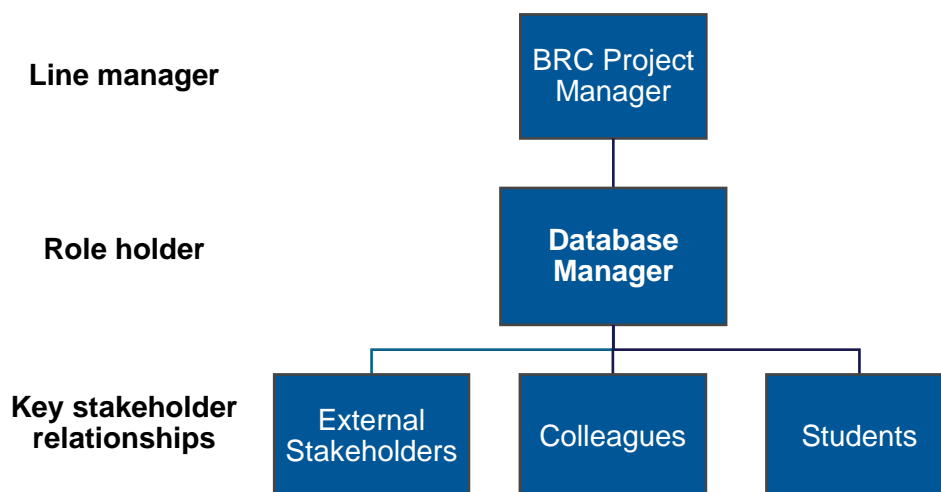 Line manager
BRC Project
Manager
Role holder
Database
Manager
Key stakeholder
relationships
External
Stakeholders
Colleagues
Students